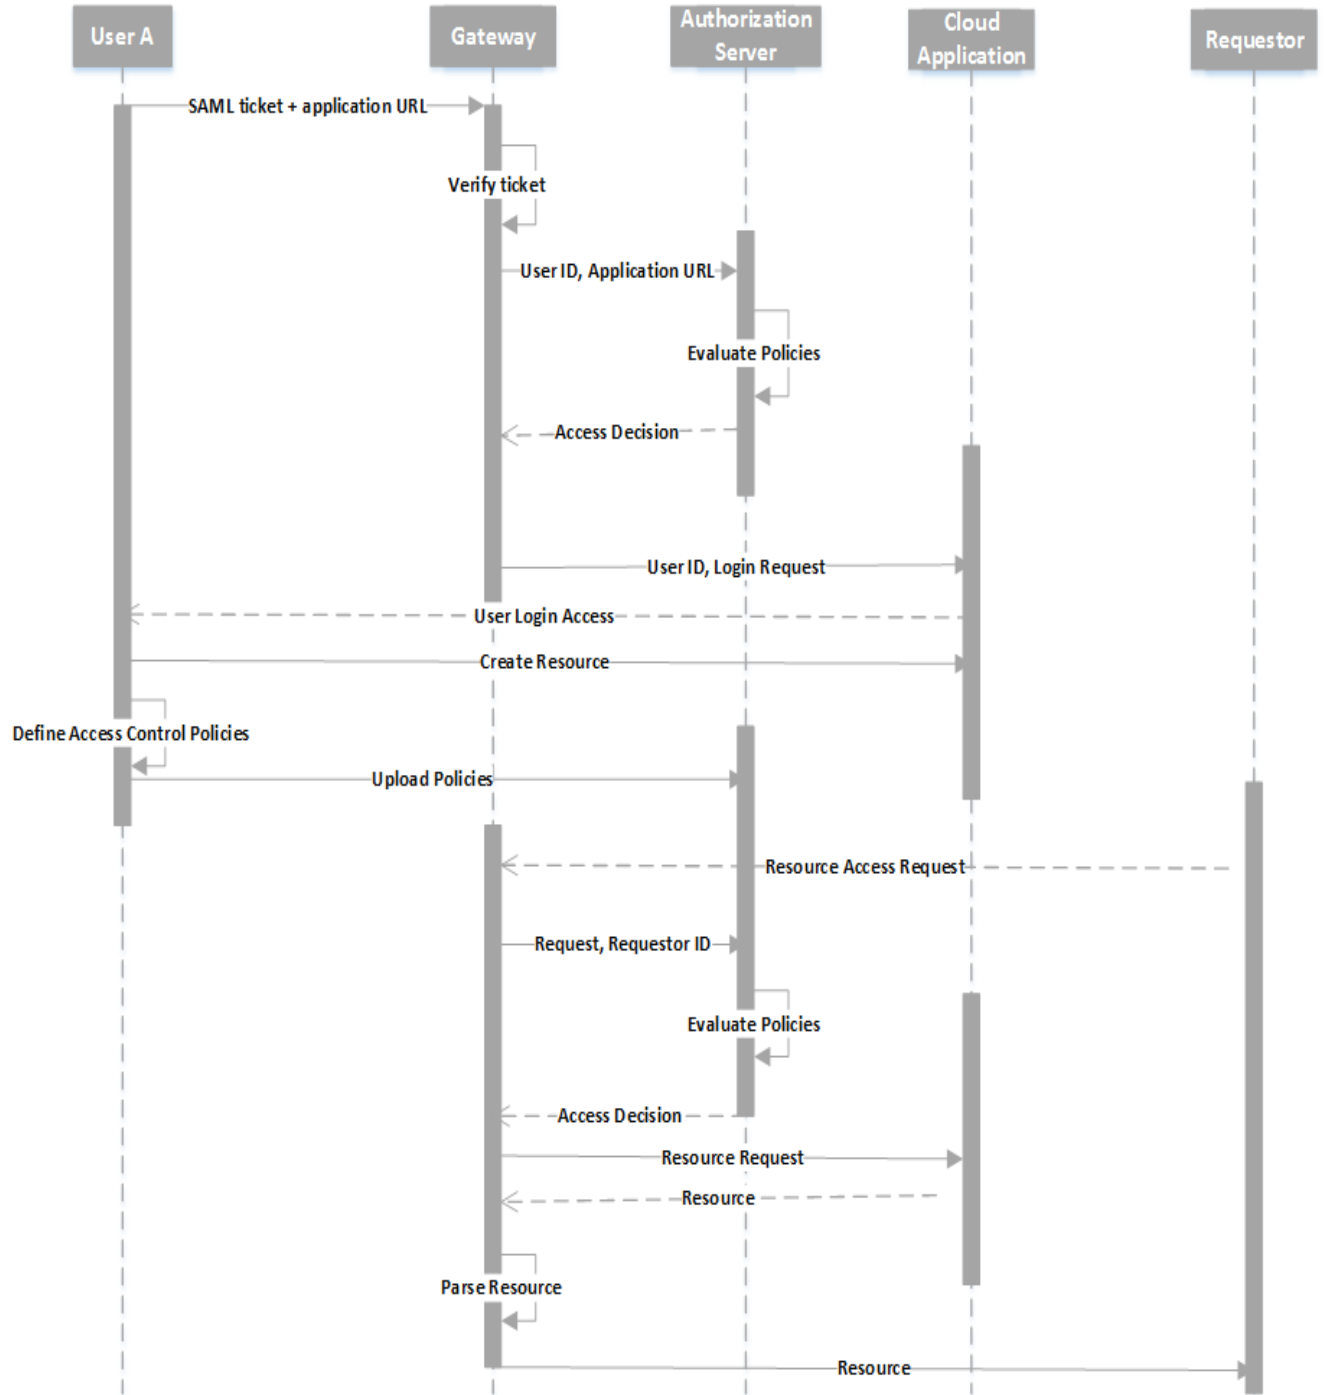 User A
Gateway
Authorization
Server
Cloud
Application
Requestor
SAML ticket + application URL
Verify ticket
User ID, Application URL
Evaluate Policies
Access Decision
User ID, Login Request
User Login Access
Create Resource
Define Access Control Policies
Upload Policies
Resource Access Request
Request, Requestor ID
Evaluate Policies
Access Decision
Resource Request
Resource
Parse Resource
Resource